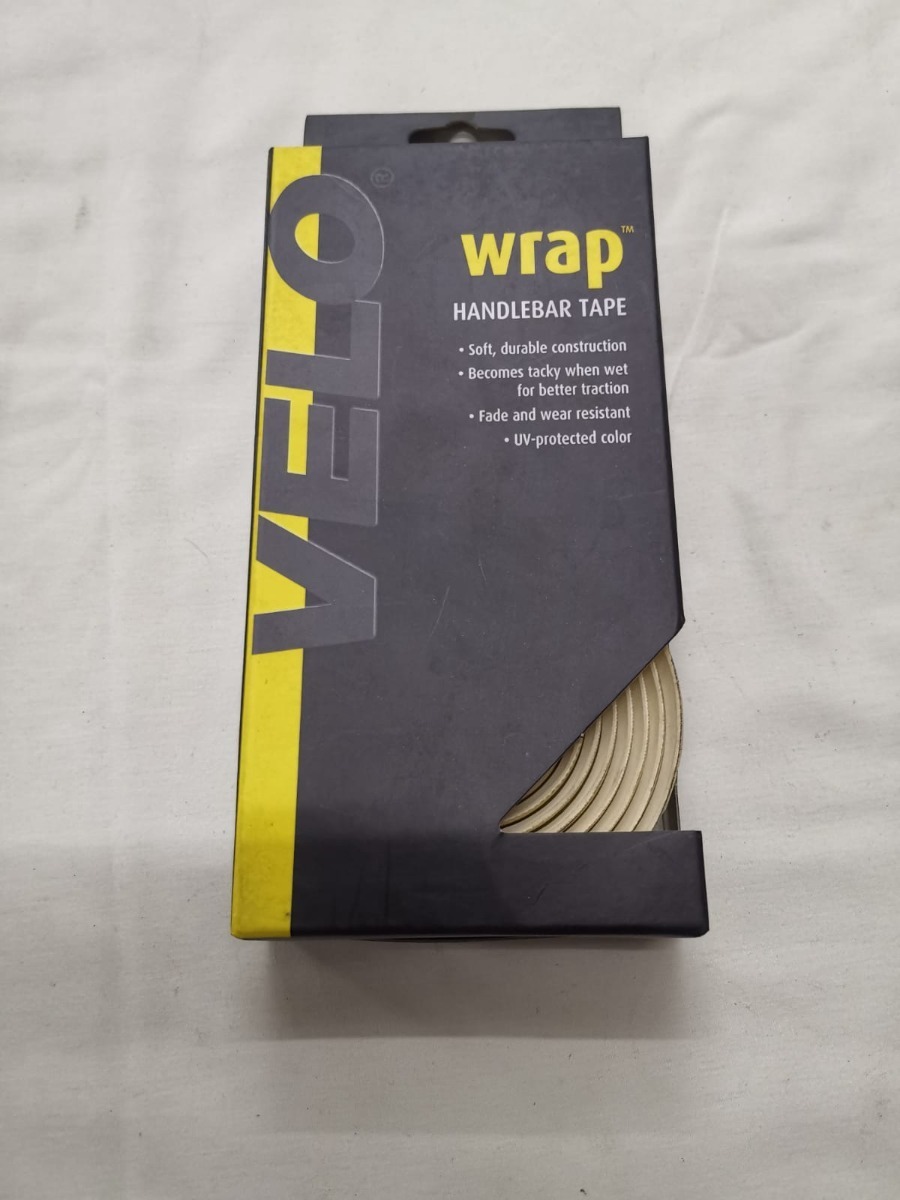 VELO®
wrap™
HANDLEBAR TAPE
• Soft, durable construction
• Becomes tacky when wet
for better traction
• Fade and wear resistant
• UV-protected color